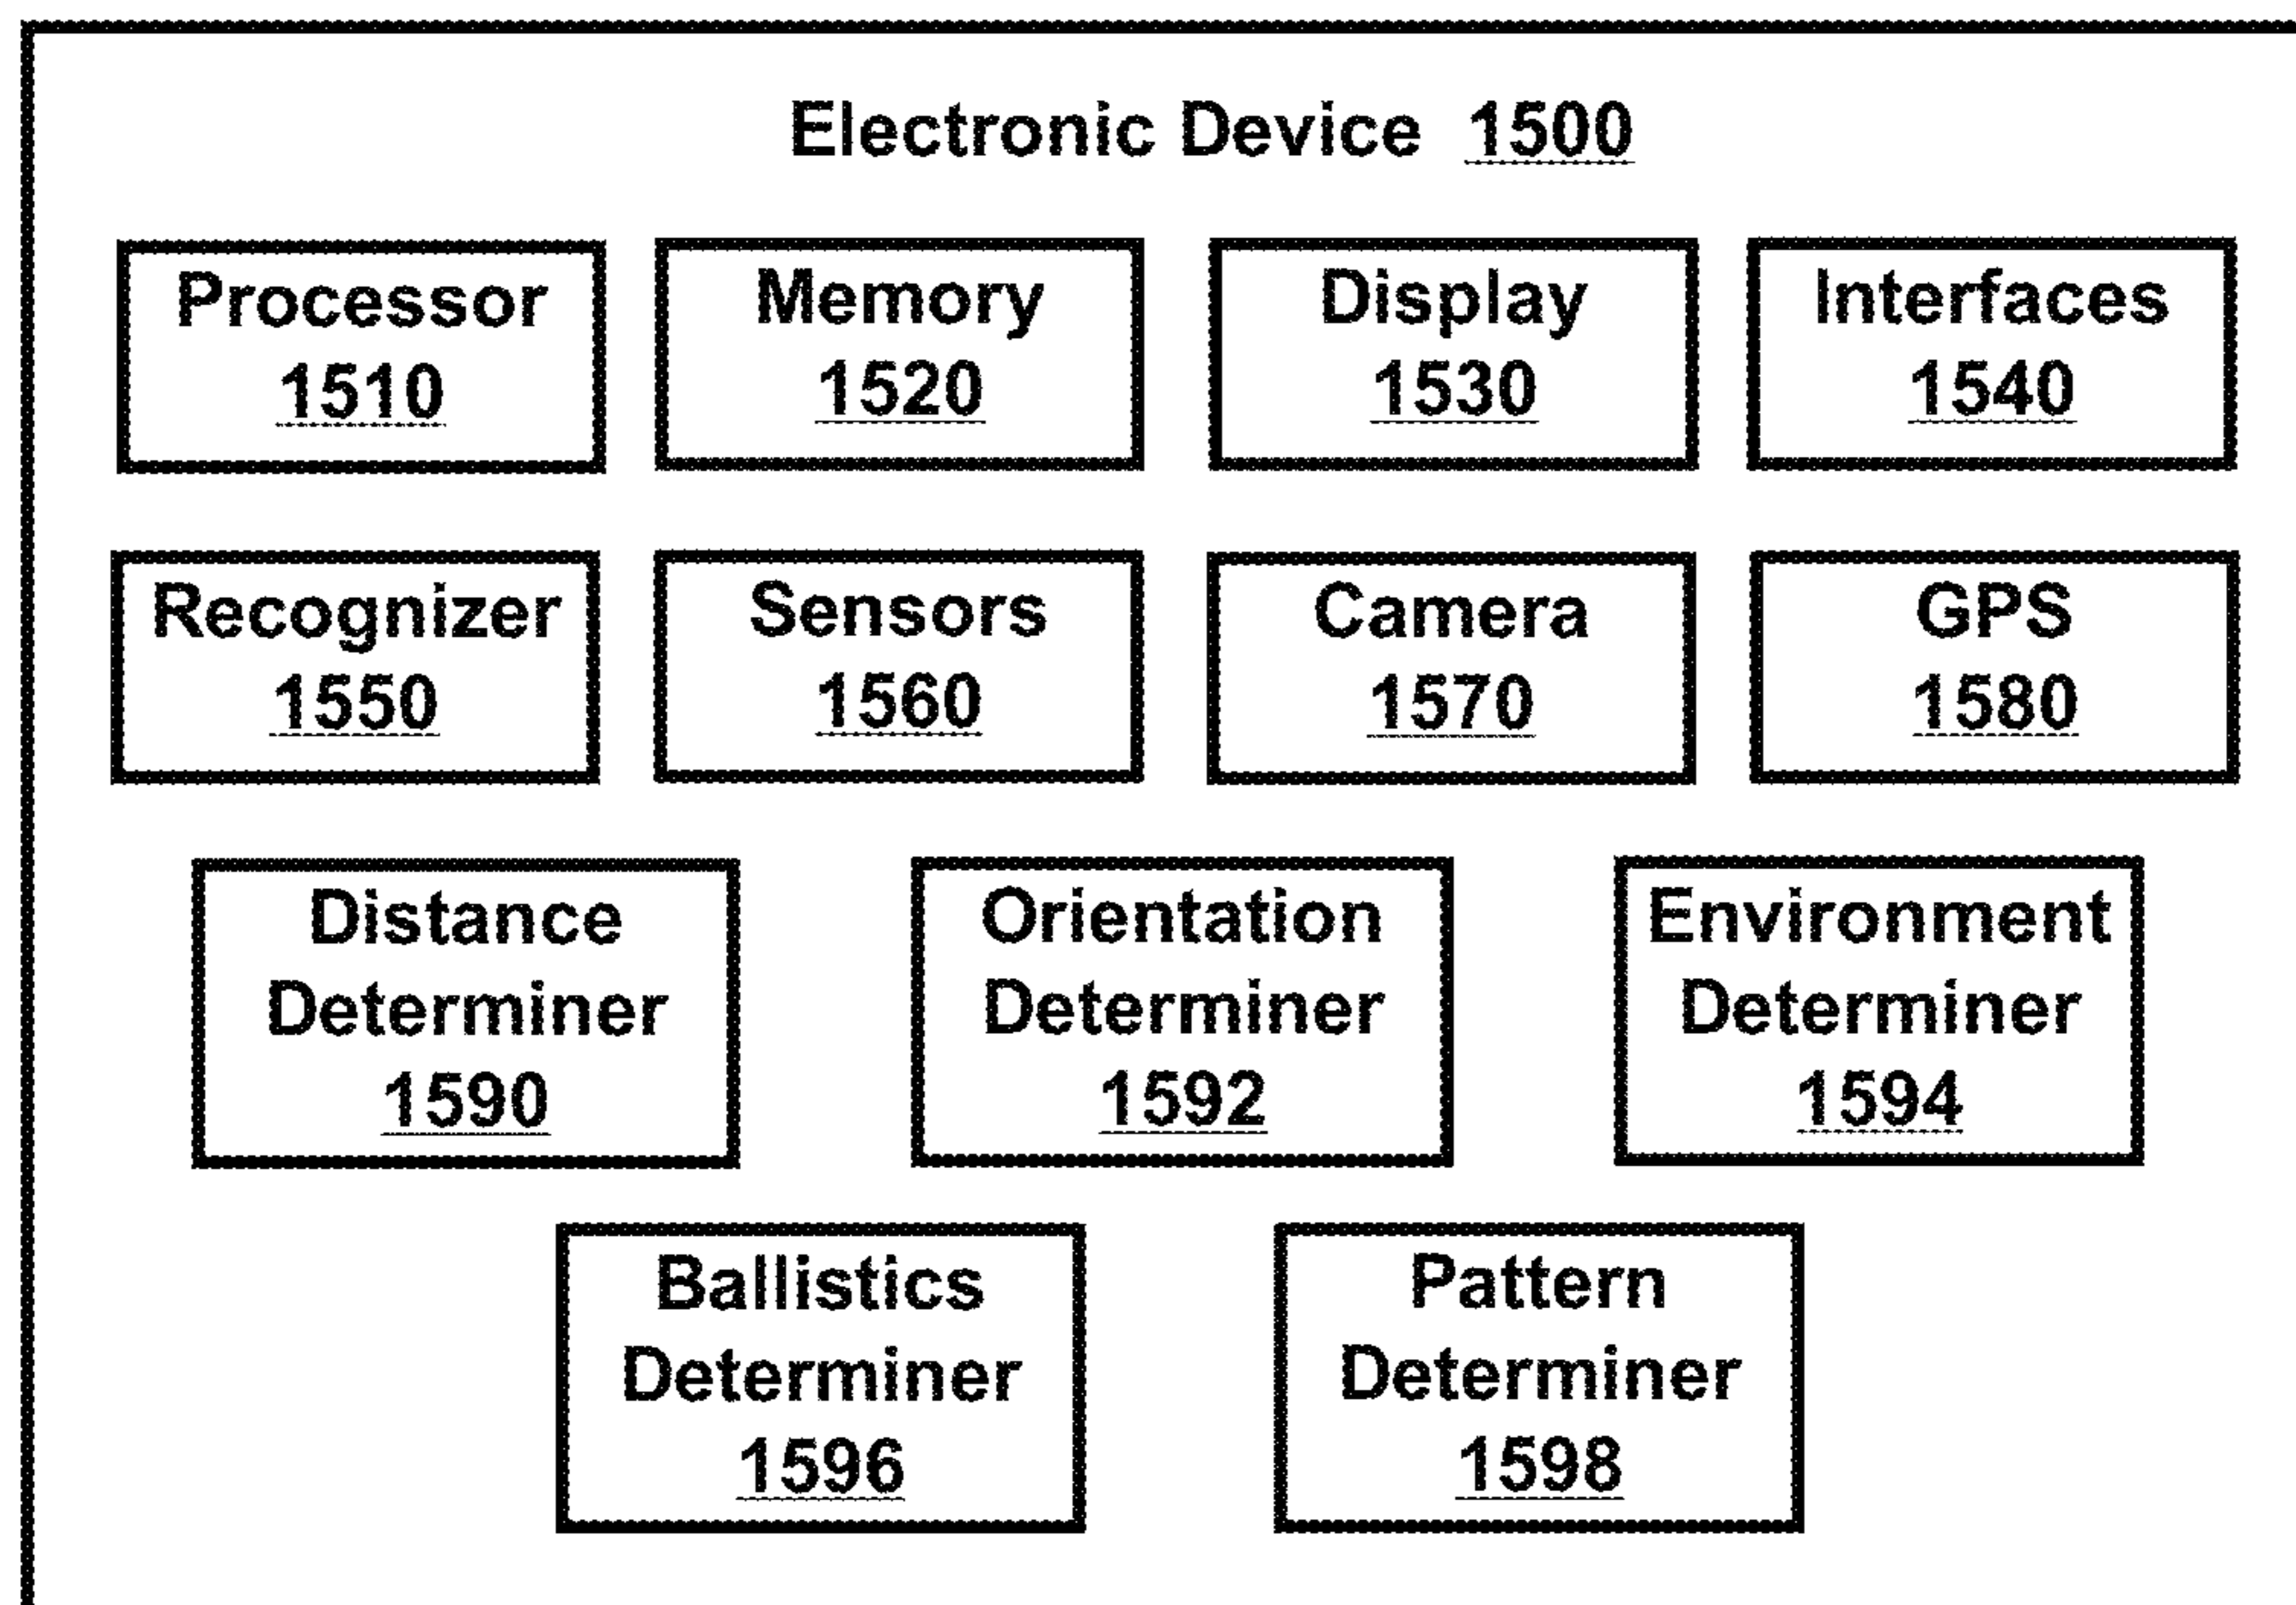 Electronic Device 1500
Processor
1510
Memory
1520
Display
1530
Interfaces
1540
Recognizer
1550
Sensors
1560
Camera
1570
GPS
1580
Distance
Determiner
1590
Orientation
Determiner
1592
Environment
Determiner
1594
Ballistics
Determiner
1596
Pattern
Determiner
1598